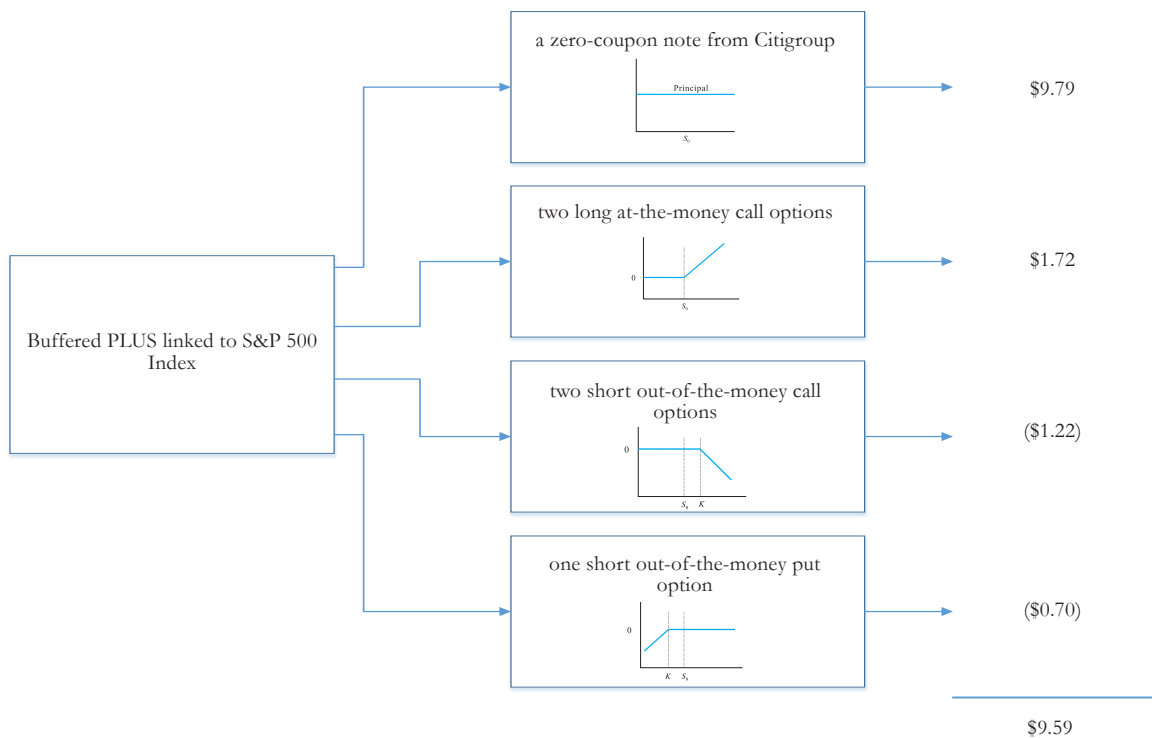 Buffered PLUS linked to S&P 500
Index
a zero-coupon note from Citigroup
Principal
S₀
$9.79
two long at-the-money call options
0
S₀
$1.72
two short out-of-the-money call
options
0
S₀ K
($1.22)
one short out-of-the-money put
option
0
K S₀
($0.70)
$9.59